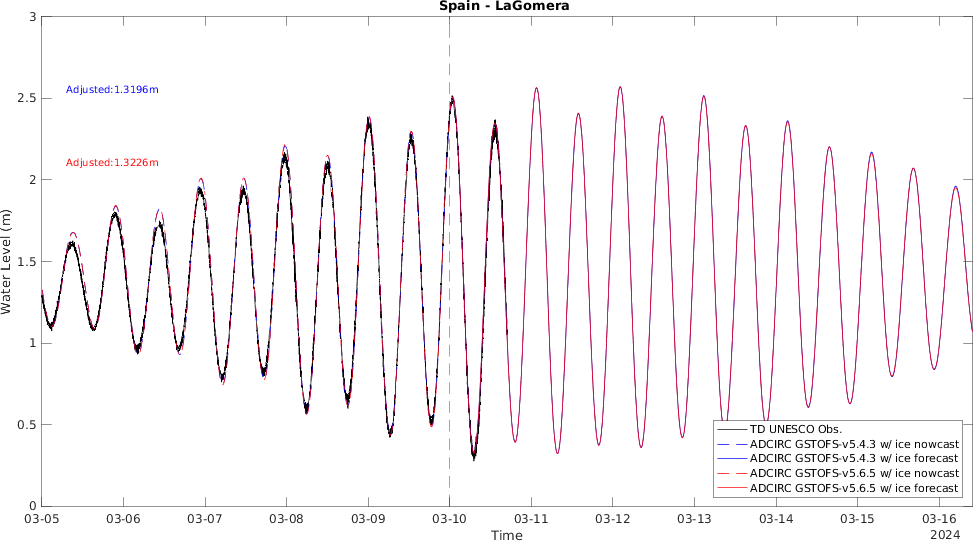 Spain - LaGomera
3
2.5
2
1.5
1
0.5
0
Water Level (m)
Adjusted:1.3196m
Adjusted:1.3226m
TD UNESCO Obs.
ADCIRC GSTOFS-v5.4.3 w/ ice nowcast
ADCIRC GSTOFS-v5.4.3 w/ ice forecast
ADCIRC GSTOFS-v5.6.5 w/ ice nowcast
ADCIRC GSTOFS-v5.6.5 w/ ice forecast
03-05 03-06 03-07 03-08 03-09 03-10 03-11 03-12 03-13 03-14 03-15 03-16
Time
2024